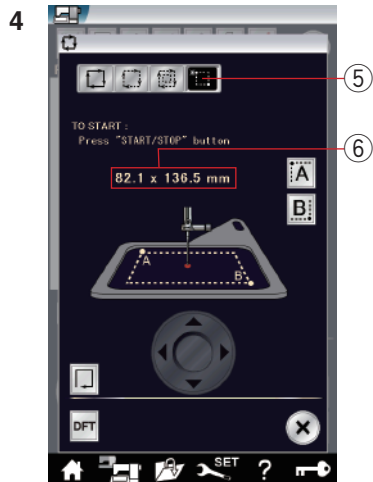 4
5
TO START :
Press "START/STOP" button
6
82.1 x 136.5 mm
A
B
A
B
DFT
SET
?